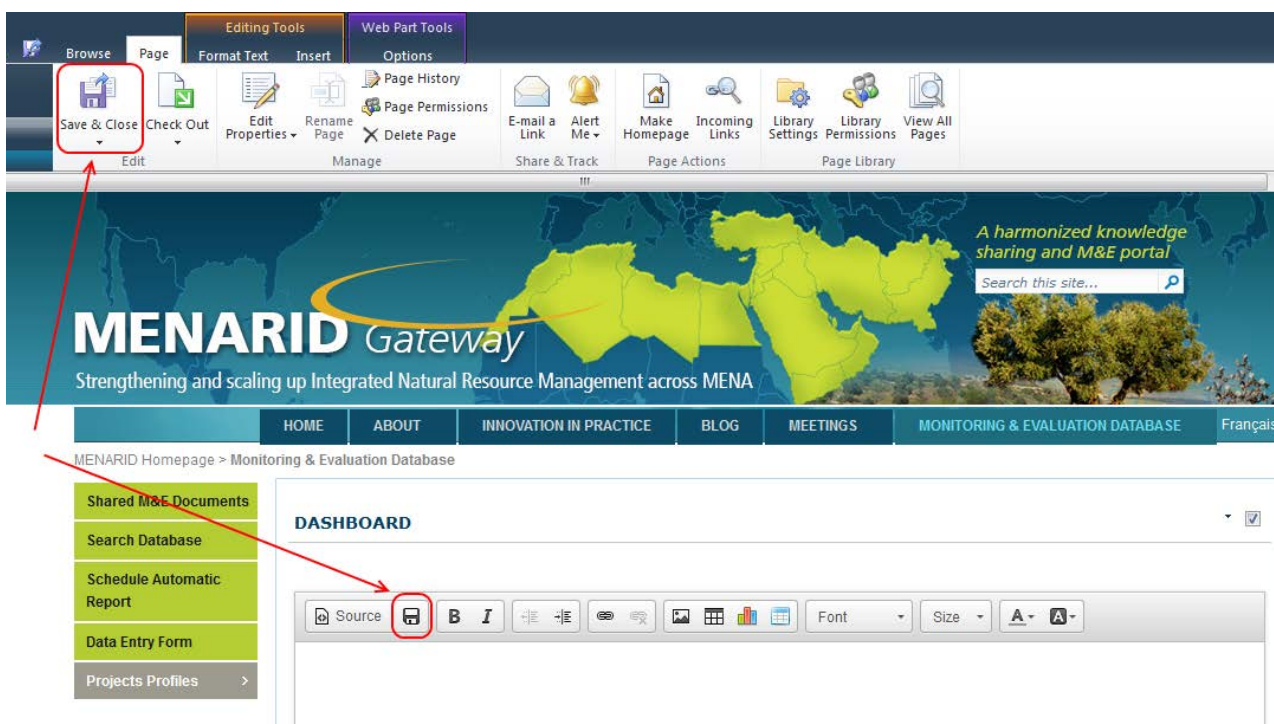 Editing Tools
Web Part Tools
Browse
Page
Format Text
Insert
Options
Save & Close
Check Out
Edit
Edit Properties
Rename Page
Page History
Page Permissions
Delete Page
Manage
E-mail a Link
Alert Me
Share & Track
Make Homepage
Incoming Links
Page Actions
Library Settings
Library Permissions
View All Pages
Page Library
A harmonized knowledge
sharing and M&E portal
Search this site...
MENARID Gateway
Strengthening and scaling up Integrated Natural Resource Management across MENA
HOME
ABOUT
INNOVATION IN PRACTICE
BLOG
MEETINGS
MONITORING & EVALUATION DATABASE
Français
MENARID Homepage > Monitoring & Evaluation Database
Shared M&E Documents
Search Database
Schedule Automatic
Report
Data Entry Form
Projects Profiles >
DASHBOARD
Source
B
I
Font
Size
A
A